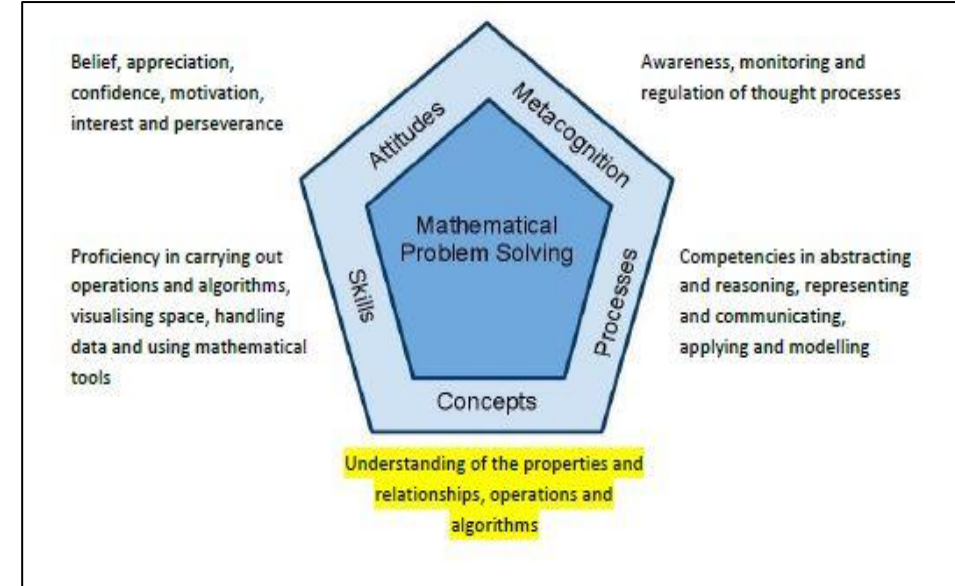 Belief, appreciation,
confidence, motivation,
interest and perseverance
Awareness, monitoring and
regulation of thought processes
Attitudes
Metacognition
Mathematical
Problem Solving
Skills
Processes
Concepts
Proficiency in carrying out
operations and algorithms,
visualising space, handling
data and using mathematical
tools
Competencies in abstracting
and reasoning, representing
and communicating,
applying and modelling
Understanding of the properties and
relationships, operations and
algorithms